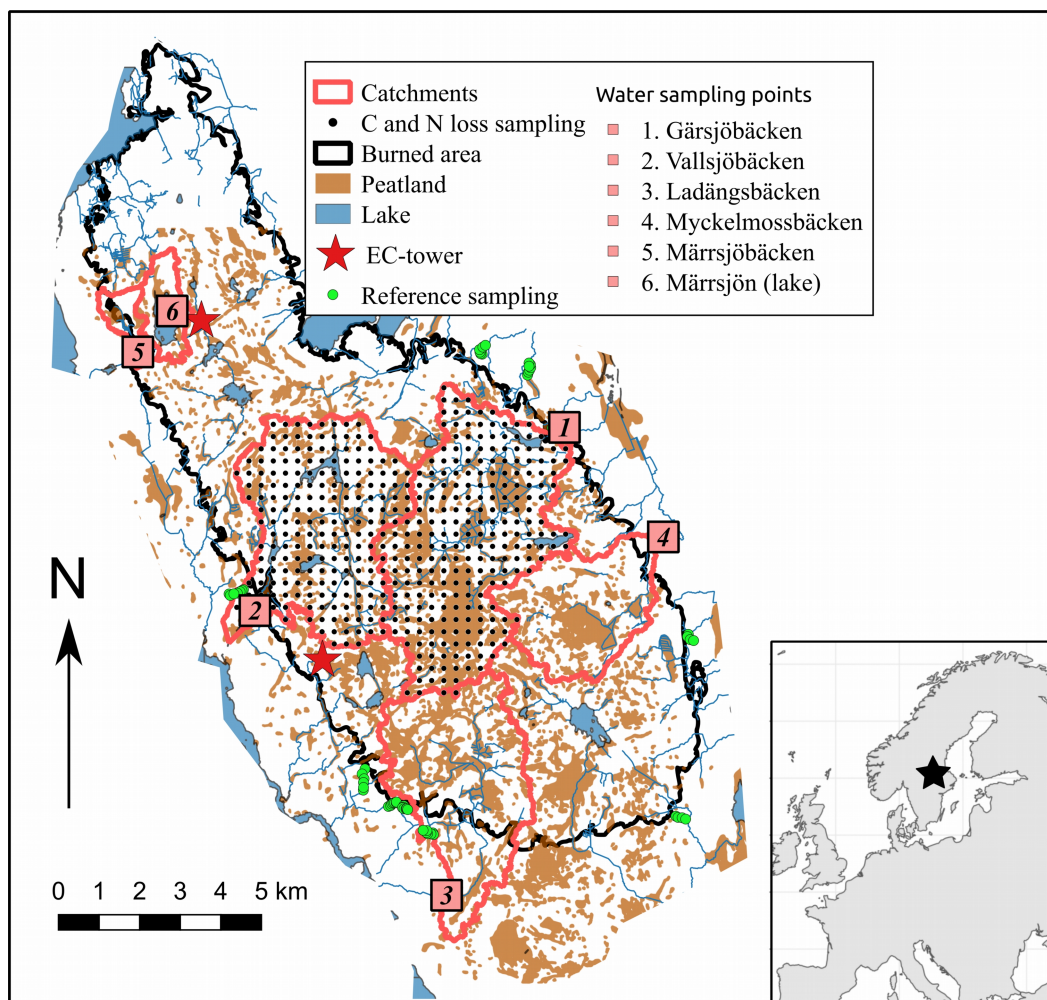 Catchments
C and N loss sampling
Burned area
Peatland
Lake
EC-tower
Reference sampling
Water sampling points
1. Gärsjöbäcken
2. Vallsjöbäcken
3. Ladängsbäcken
4. Myckelmossbäcken
5. Märrsjöbäcken
6. Märrsjön (lake)
6
5
1
4
2
3
N
0 1 2 3 4 5 km